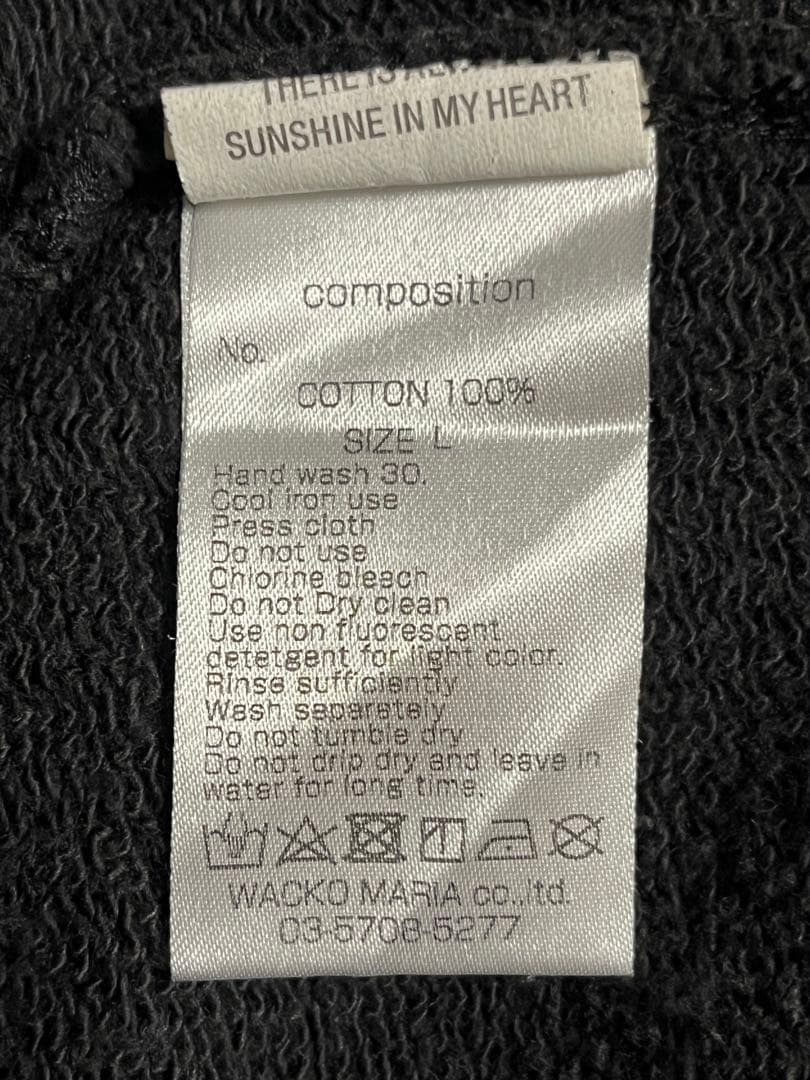 THERE IS
SUNSHINE IN MY HEART
composition
No.
COTTON 100%
SIZE L
Hand wash 30.
Cool iron use
Press cloth
Do not use
Chlorine bleach
Do not Dry clean
Use non fluorescent
detetgent for light color.
Rinse sufficiently
Wash separately
Do not tumble dry
Do not drip dry and leave in
water for long time.
WACKO MARIA co.,ltd.
03-5708-5277